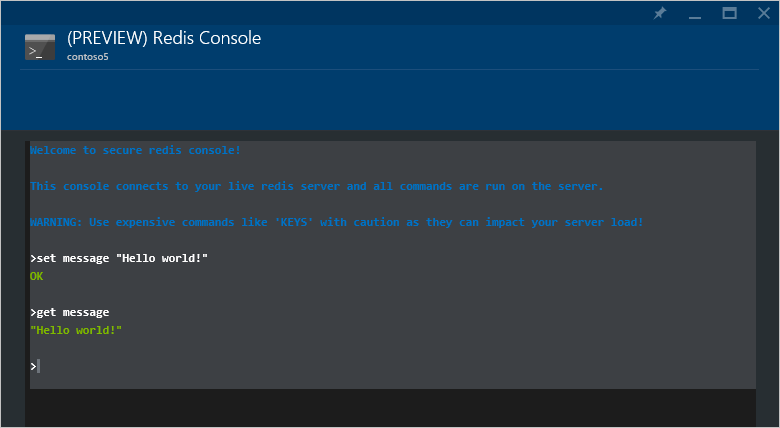 (PREVIEW) Redis Console
contoso5
>_
Welcome to secure redis console!
This console connects to your live redis server and all commands are run on the server.
WARNING: Use expensive commands like 'KEYS' with caution as they can impact your server load!
>set message "Hello world!"
OK
>get message
"Hello world!"
>